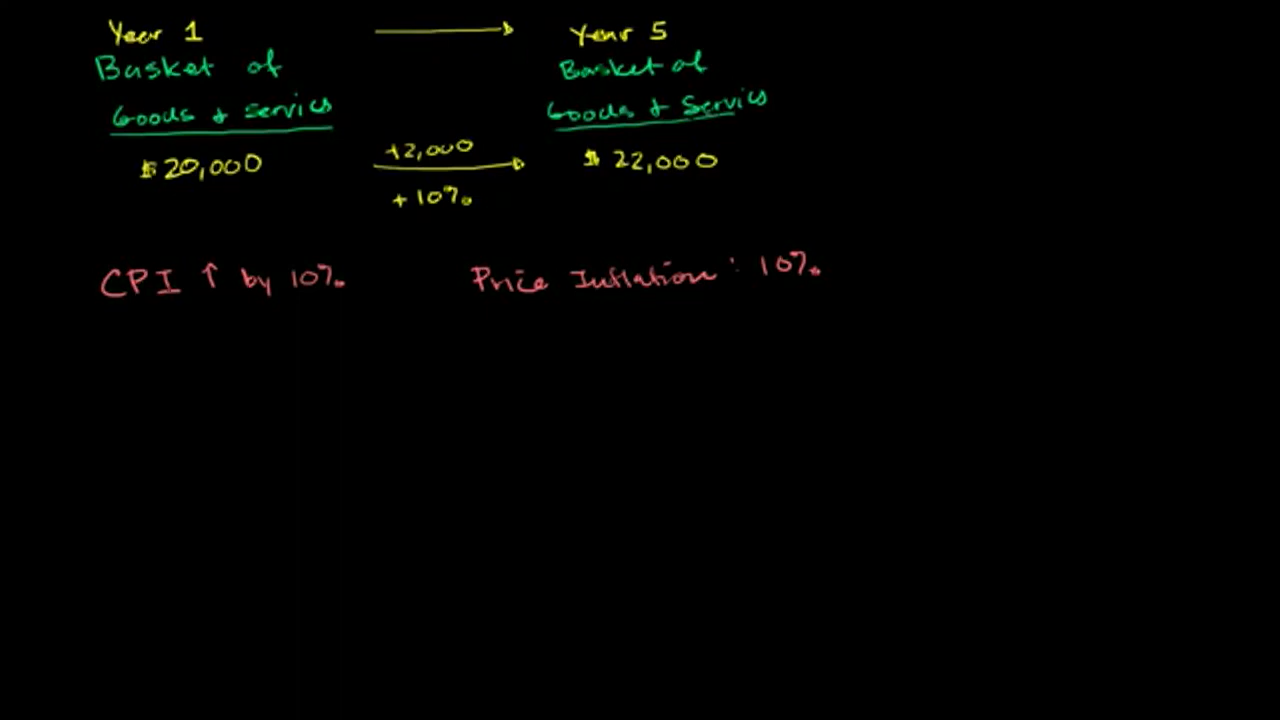 Year 1
Year 5
Basket of
Goods + Services
Basket of
Goods + Services
$20,000
+2,000
+10%
$22,000
CPI ↑ by 10%
Price Inflation: 10%